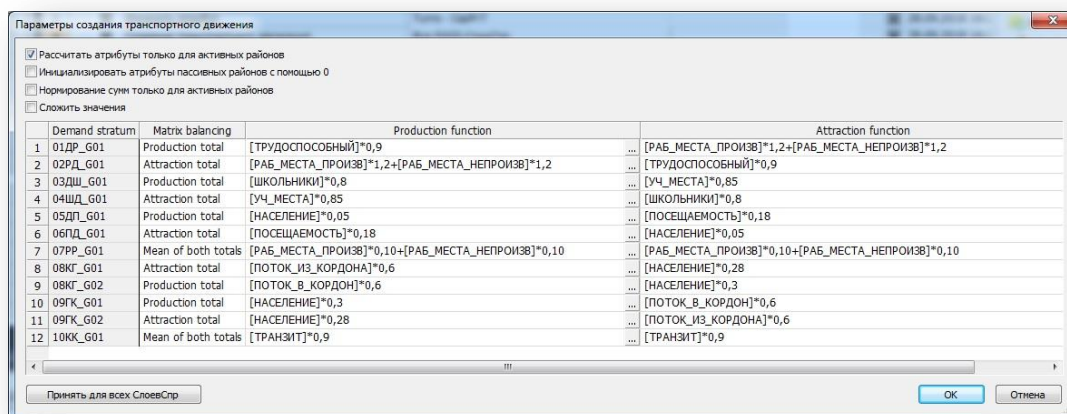 Параметры создания транспортного движения
Рассчитать атрибуты только для активных районов
Инициализировать атрибуты пассивных районов с помощью 0
Нормирование сумм только для активных районов
Сложить значения
Demand stratum Matrix balancing Production function Attraction function
1 01ДР_G01 Production total [ТРУДОСПОСОБНЫЙ]*0,9 ... [РАБ_МЕСТА_ПРОИЗВ]*1,2+[РАБ_МЕСТА_НЕПРОИЗВ]*1,2
2 02РД_G01 Attraction total [РАБ_МЕСТА_ПРОИЗВ]*1,2+[РАБ_МЕСТА_НЕПРОИЗВ]*1,2 ... [ТРУДОСПОСОБНЫЙ]*0,9
3 03ДШ_G01 Production total [ШКОЛЬНИКИ]*0,8 ... [УЧ_МЕСТА]*0,85
4 04ШД_G01 Attraction total [УЧ_МЕСТА]*0,85 ... [ШКОЛЬНИКИ]*0,8
5 05ДП_G01 Production total [НАСЕЛЕНИЕ]*0,05 ... [ПОСЕЩАЕМОСТЬ]*0,18
6 06ПД_G01 Attraction total [ПОСЕЩАЕМОСТЬ]*0,18 ... [НАСЕЛЕНИЕ]*0,05
7 07РР_G01 Mean of both totals [РАБ_МЕСТА_ПРОИЗВ]*0,10+[РАБ_МЕСТА_НЕПРОИЗВ]*0,10 ... [РАБ_МЕСТА_ПРОИЗВ]*0,10+[РАБ_МЕСТА_НЕПРОИЗВ]*0,10
8 08КГ_G01 Attraction total [ПОТОК_ИЗ_КОРДОНА]*0,6 ... [НАСЕЛЕНИЕ]*0,28
9 08КГ_G02 Production total [ПОТОК_В_КОРДОН]*0,6 ... [НАСЕЛЕНИЕ]*0,3
10 09ГК_G01 Production total [НАСЕЛЕНИЕ]*0,3 ... [ПОТОК_В_КОРДОН]*0,6
11 09ГК_G02 Attraction total [НАСЕЛЕНИЕ]*0,28 ... [ПОТОК_ИЗ_КОРДОНА]*0,6
12 10КК_G01 Mean of both totals [ТРАНЗИТ]*0,9 ... [ТРАНЗИТ]*0,9
Принять для всех СлоевСпр OK Отмена